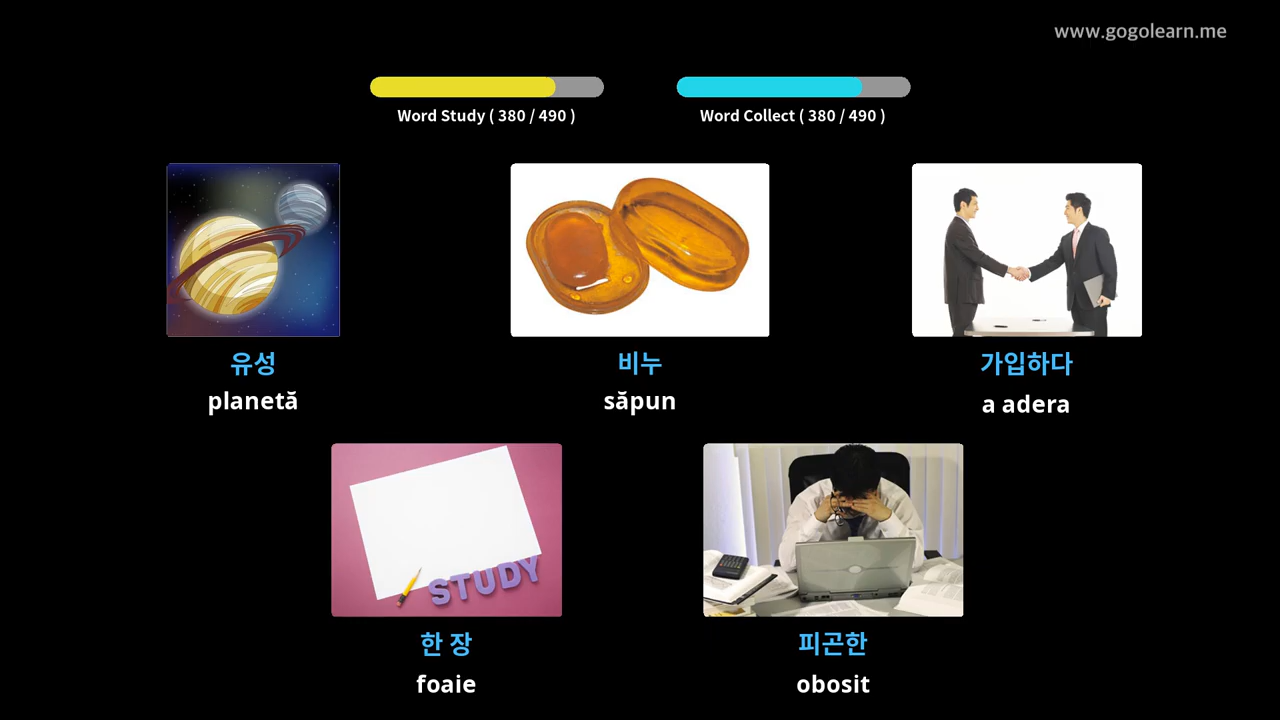 www.gogolearn.me
Word Study ( 380 / 490 )
Word Collect ( 380 / 490 )
유성
planetă
비누
săpun
가입하다
a adera
STUDY
한 장
foaie
피곤한
obosit